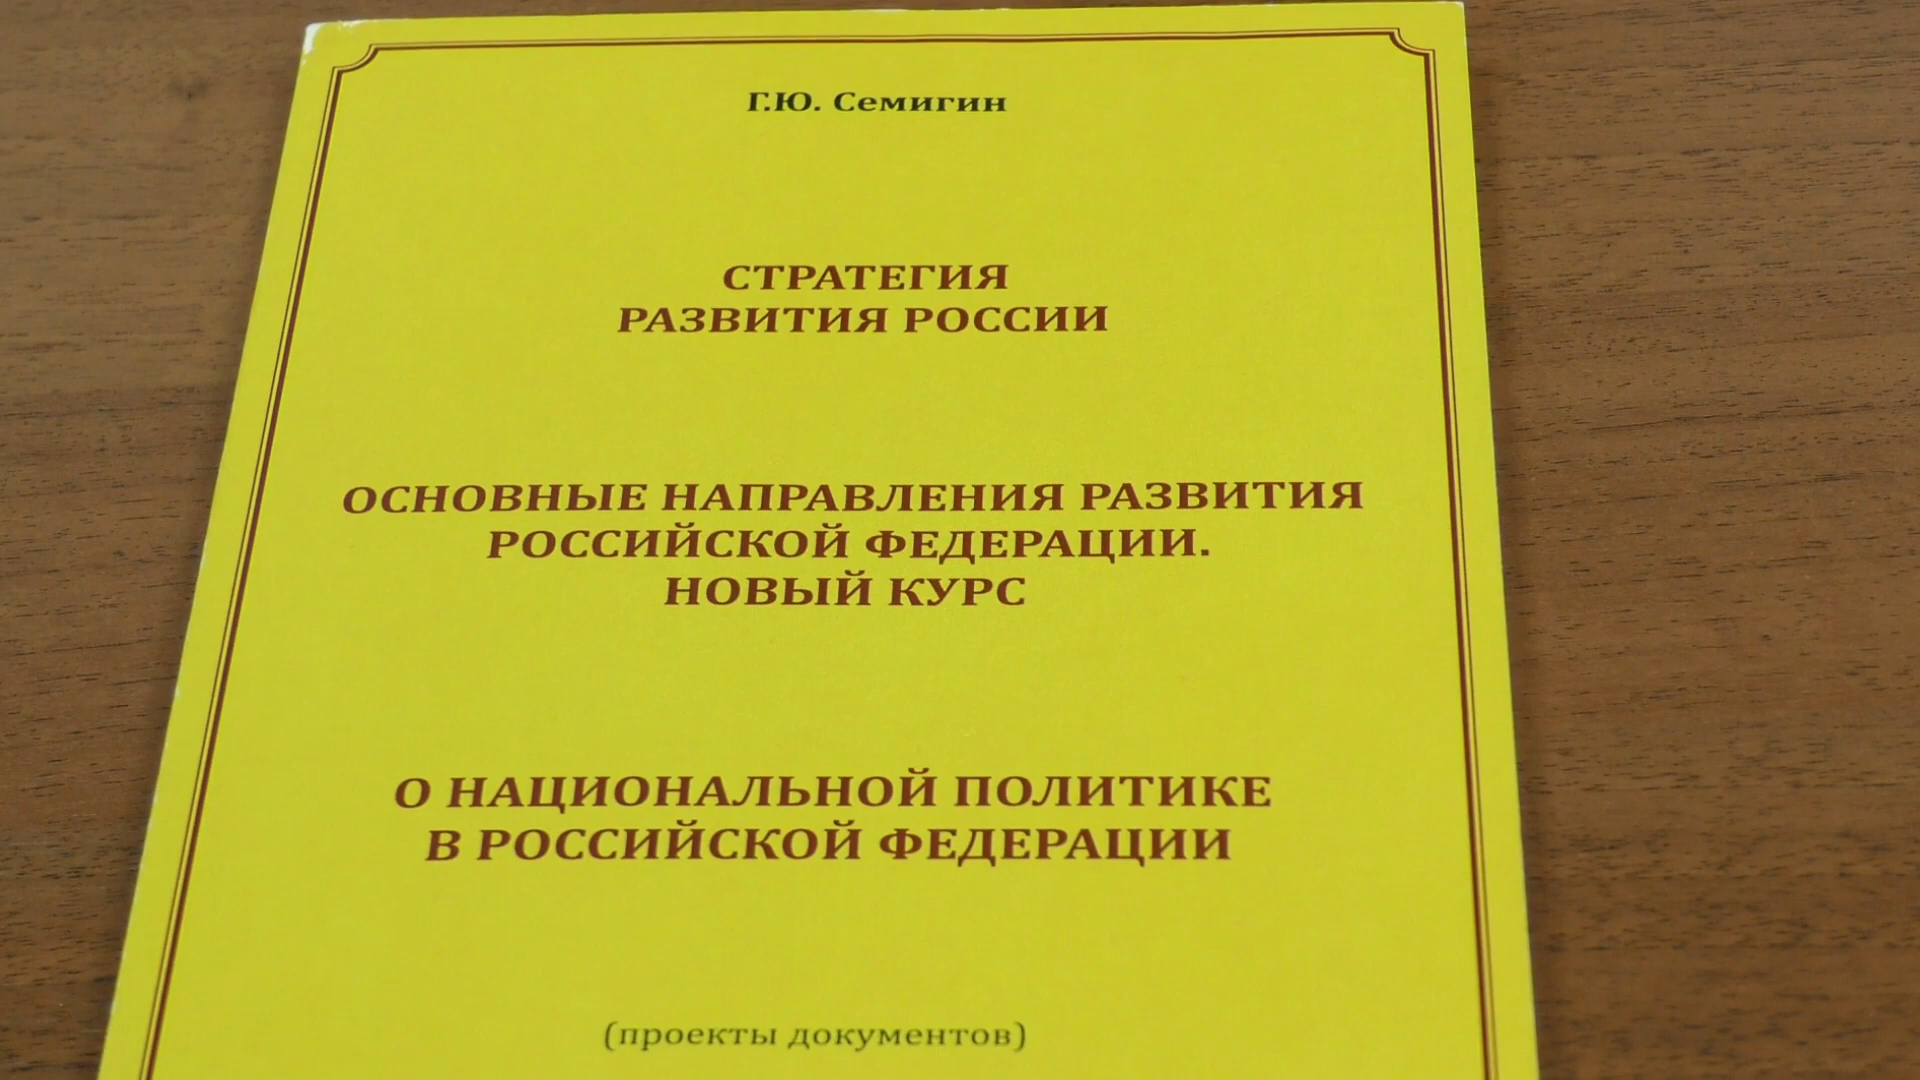 Г.Ю. Семигин
СТРАТЕГИЯ
РАЗВИТИЯ РОССИИ
ОСНОВНЫЕ НАПРАВЛЕНИЯ РАЗВИТИЯ
РОССИЙСКОЙ ФЕДЕРАЦИИ.
НОВЫЙ КУРС
О НАЦИОНАЛЬНОЙ ПОЛИТИКЕ
В РОССИЙСКОЙ ФЕДЕРАЦИИ
(проекты документов)